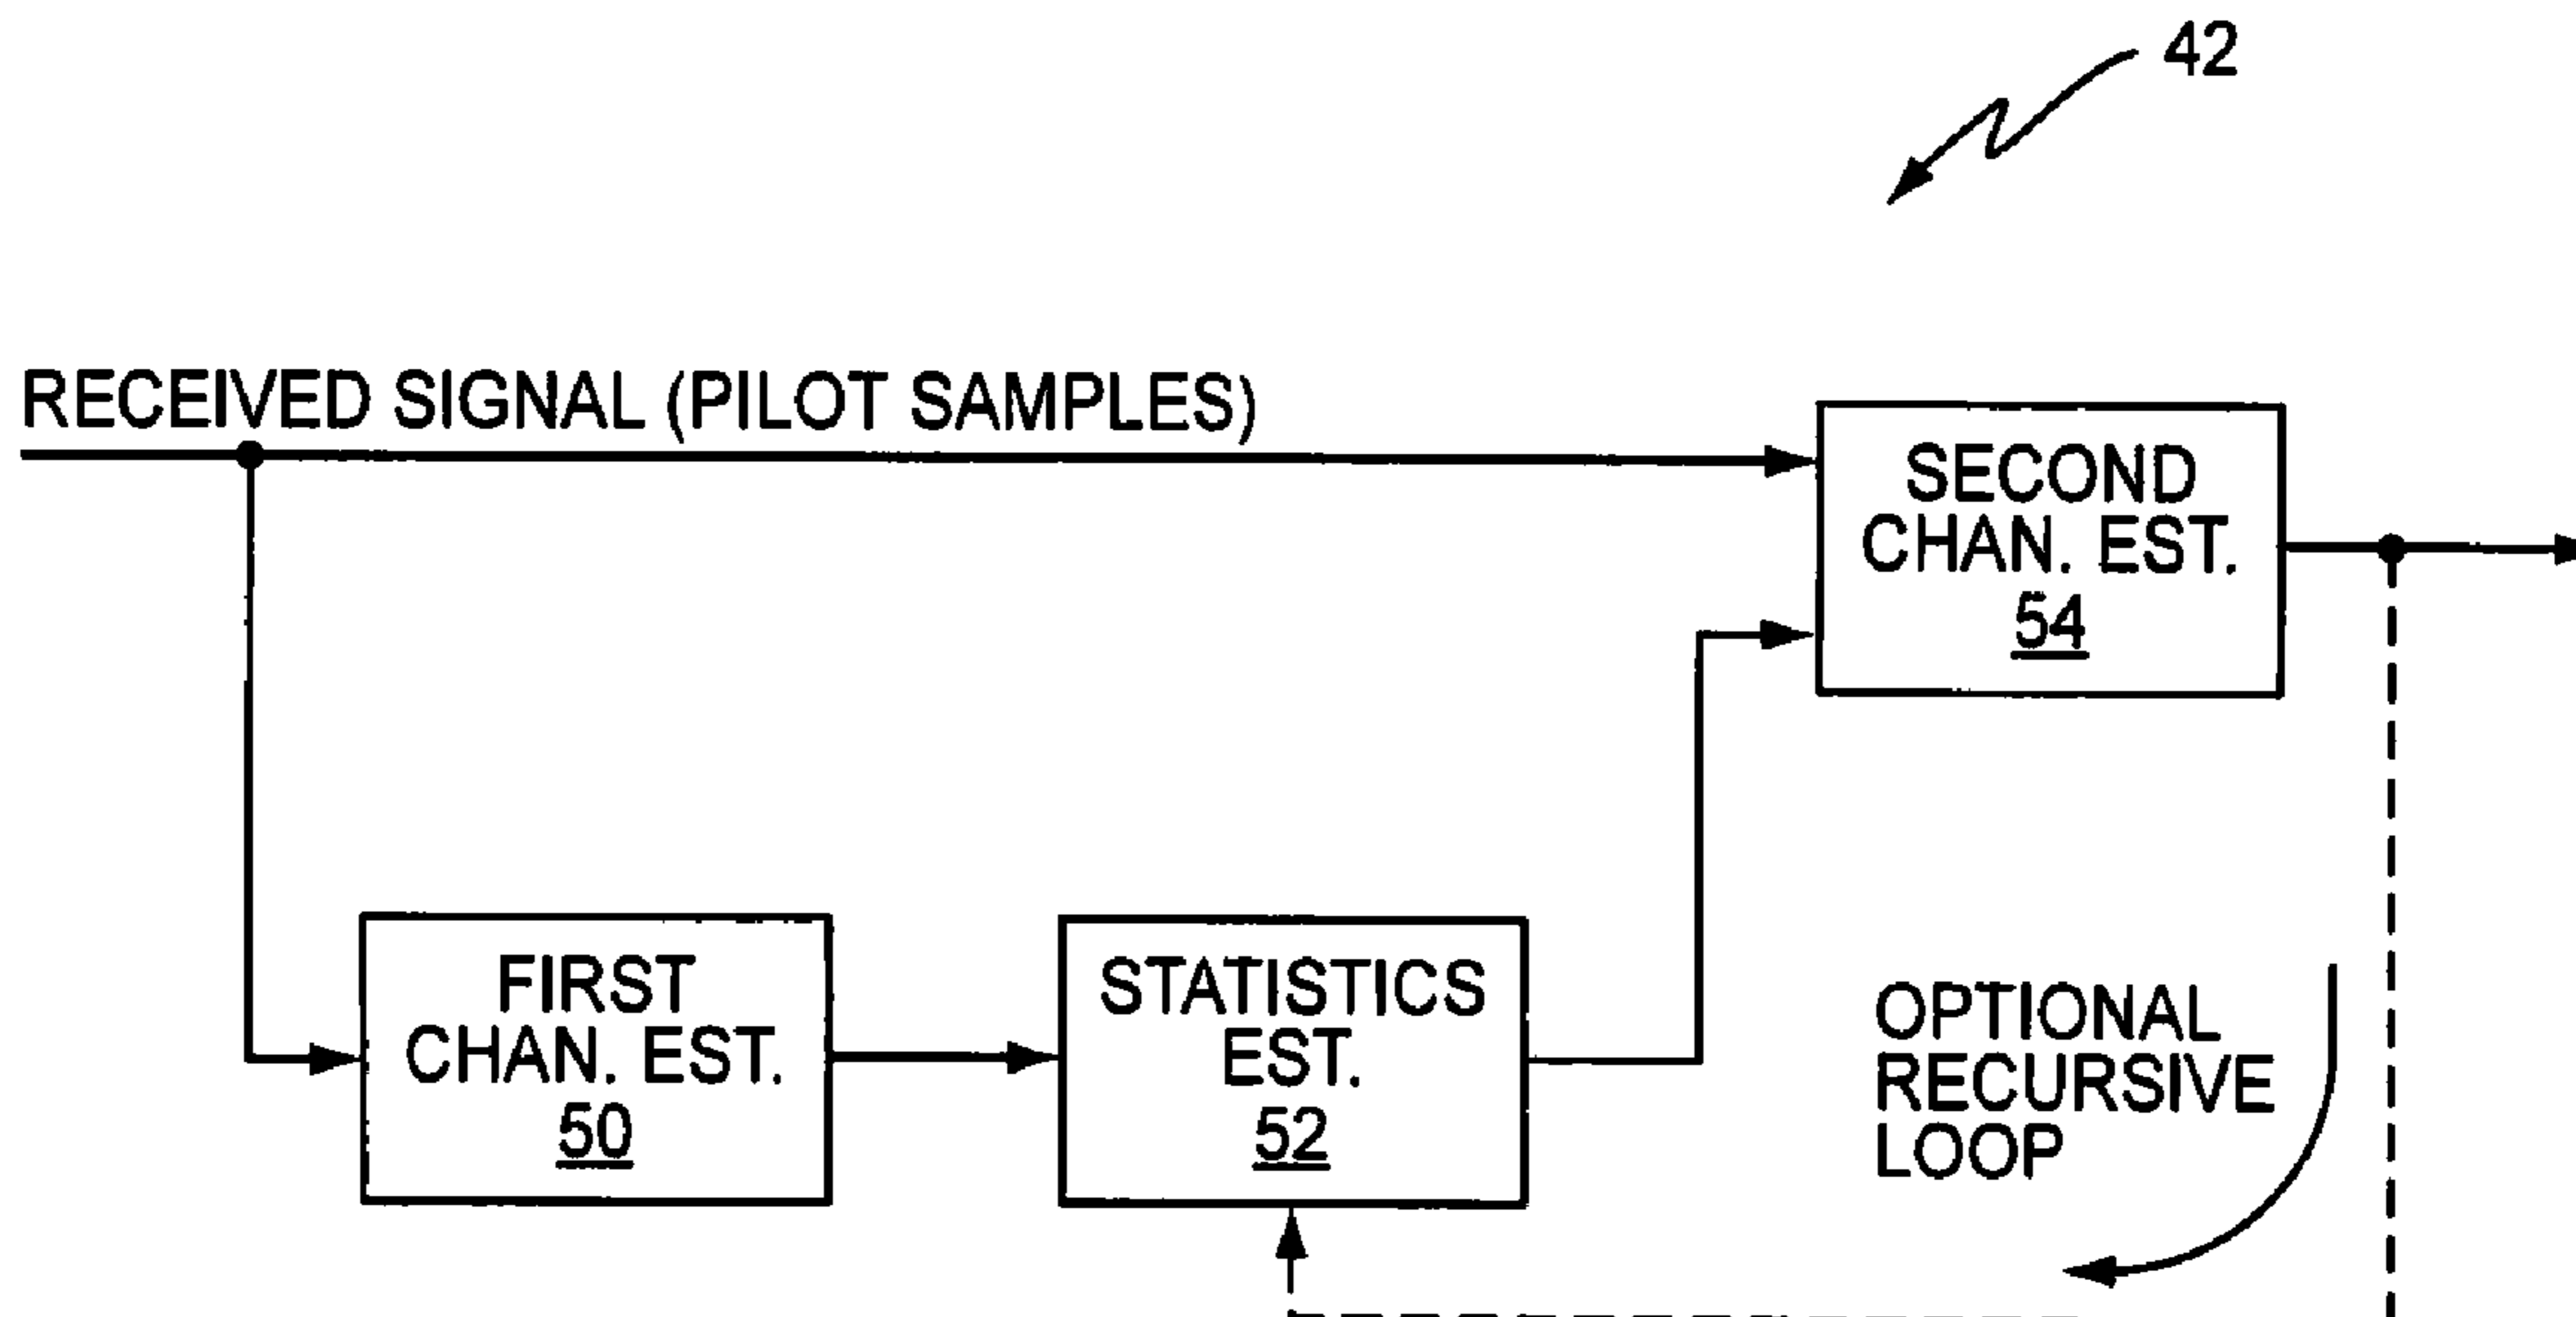 42
RECEIVED SIGNAL (PILOT SAMPLES)
SECOND
CHAN. EST.
54
FIRST
CHAN. EST.
50
STATISTICS
EST.
52
OPTIONAL
RECURSIVE
LOOP